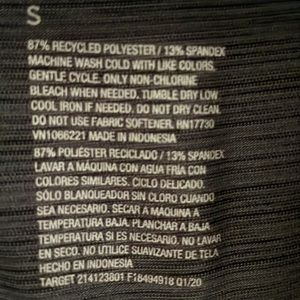 S
87% RECYCLED POLYESTER / 13% SPANDEX
MACHINE WASH COLD WITH LIKE COLORS.
GENTLE CYCLE. ONLY NON-CHLORINE
BLEACH WHEN NEEDED. TUMBLE DRY LOW
COOL IRON IF NEEDED. DO NOT DRY CLEAN.
DO NOT USE FABRIC SOFTENER. HN17730
VN1066221 MADE IN INDONESIA
87% POLIÉSTER RECICLADO / 13% SPANDEX
LAVAR A MÁQUINA CON AGUA FRÍA CON
COLORES SIMILARES. CICLO DELICADO.
SÓLO BLANQUEADOR SIN CLORO CUANDO
SEA NECESARIO. SECAR A MÁQUINA A
TEMPERATURA BAJA. PLANCHAR A BAJA
TEMPERATURA SI ES NECESARIO. NO LAVAR
EN SECO. NO UTILICE SUAVIZANTE DE TELA
HECHO EN INDONESIA
TARGET 214123801 F18494918 Q1/20